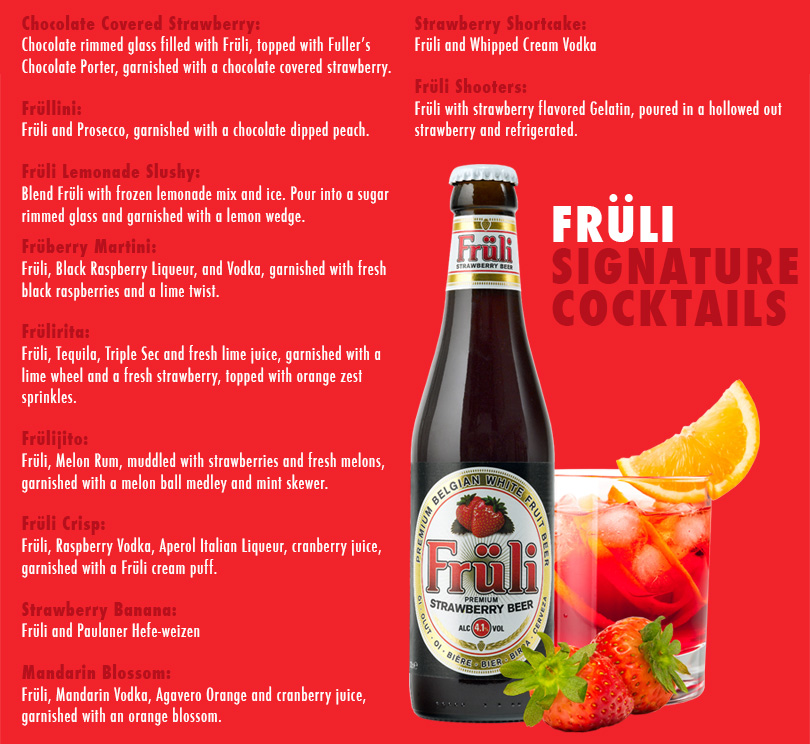 Chocolate Covered Strawberry:
Chocolate rimmed glass filled with Früli, topped with Fuller's
Chocolate Porter, garnished with a chocolate covered strawberry.
Früllini:
Früli and Prosecco, garnished with a chocolate dipped peach.
Früli Lemonade Slushy:
Blend Früli with frozen lemonade mix and ice. Pour into a sugar
rimmed glass and garnished with a lemon wedge.
Früberry Martini:
Früli, Black Raspberry Liqueur, and Vodka, garnished with fresh
black raspberries and a lime twist.
Frülirita:
Früli, Tequila, Triple Sec and fresh lime juice, garnished with a
lime wheel and a fresh strawberry, topped with orange zest
sprinkles.
Frülijito:
Früli, Melon Rum, muddled with strawberries and fresh melons,
garnished with a melon ball medley and mint skewer.
Früli Crisp:
Früli, Raspberry Vodka, Aperol Italian Liqueur, cranberry juice,
garnished with a Früli cream puff.
Strawberry Banana:
Früli and Paulaner Hefe-weizen
Mandarin Blossom:
Früli, Mandarin Vodka, Agavero Orange and cranberry juice,
garnished with an orange blossom.
Strawberry Shortcake:
Früli and Whipped Cream Vodka
Früli Shooters:
Früli with strawberry flavored Gelatin, poured in a hollowed out
strawberry and refrigerated.
FRÜLI
SIGNATURE
COCKTAILS
Früli
STRAWBERRY BEER
PREMIUM BELGIAN WHITE FRUIT BEER
Früli
PREMIUM
STRAWBERRY BEER
ALC 4.1% VOL
ØL · ÖLUT · ÖL · BIÈRE · BIER · BIRRA · CERVEZA